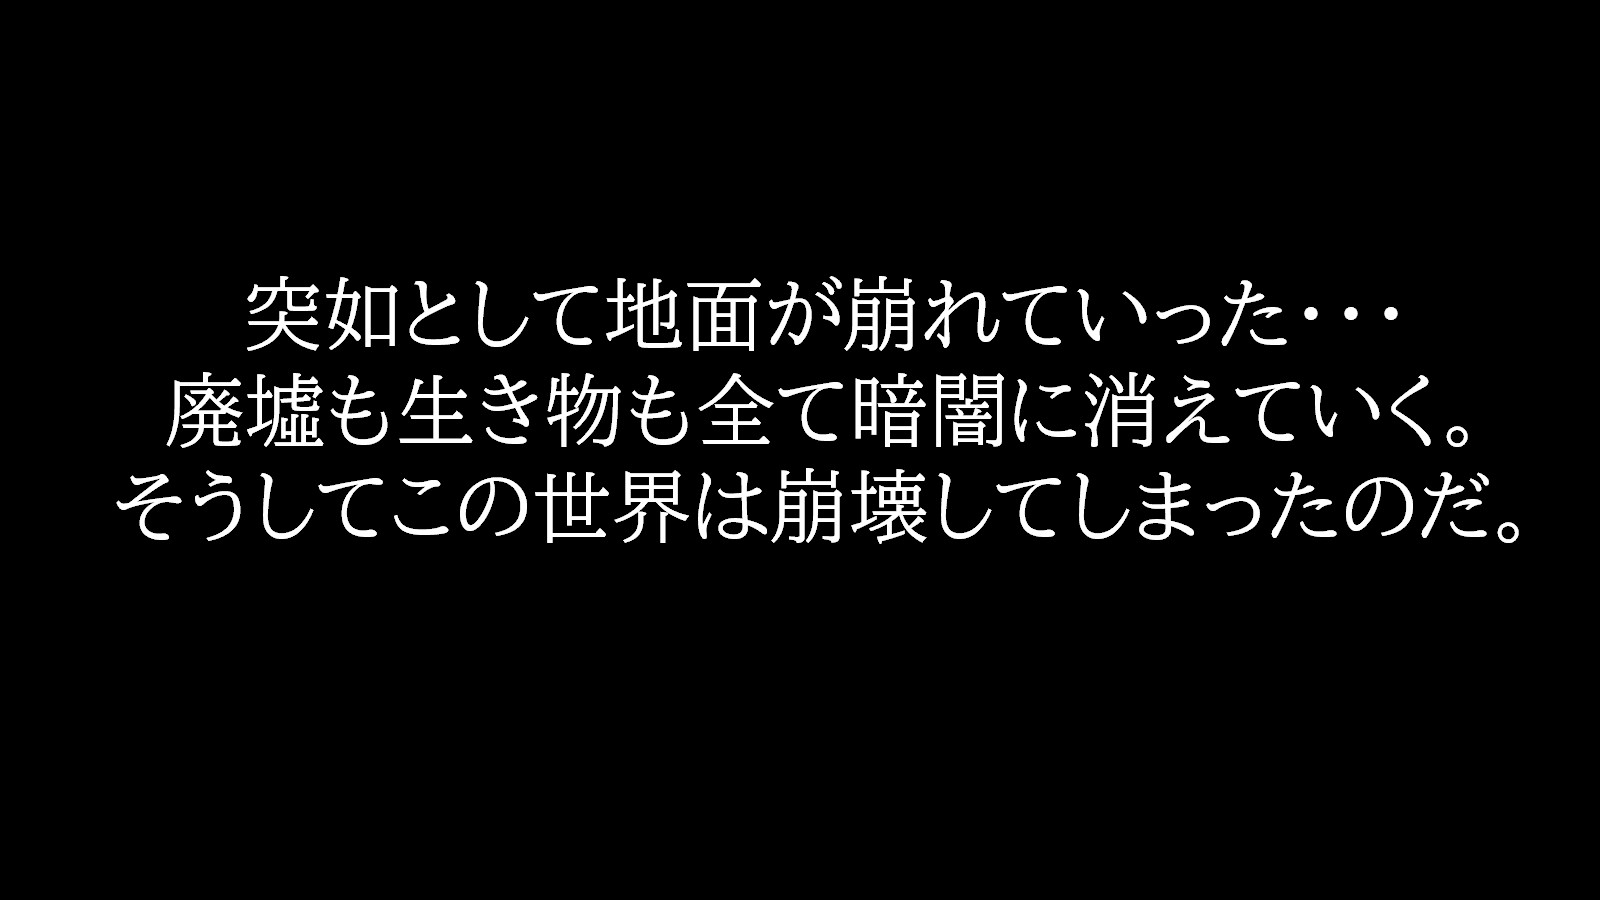 突如として地面が崩れていった・・・
廃墟も生き物も全て暗闇に消えていく。
そうしてこの世界は崩壊してしまったのだ。